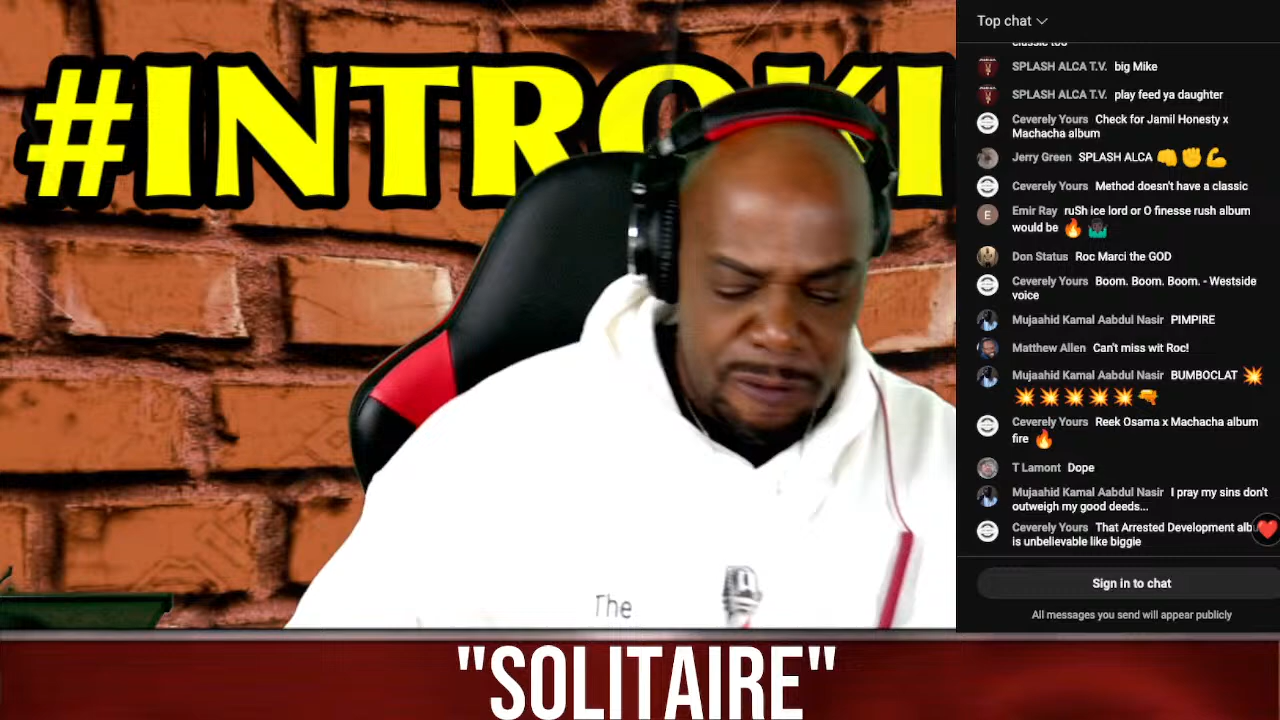 #INTRO
Top chat
classic too
SPLASH ALCA T.V. big Mike
SPLASH ALCA T.V. play feed ya daughter
Ceverely Yours Check for Jamil Honesty x
Machacha album
Jerry Green SPLASH ALCA 👊✊💪
Ceverely Yours Method doesn't have a classic
E
Emir Ray ruSh ice lord or O finesse rush album
would be 🔥
Don Status Roc Marci the GOD
Ceverely Yours Boom. Boom. Boom. - Westside
voice
Mujaahid Kamal Aabdul Nasir PIMPIRE
Matthew Allen Can't miss wit Roc!
Mujaahid Kamal Aabdul Nasir BUMBOCLAT 💥
💥💥💥💥💥🔫
Ceverely Yours Reek Osama x Machacha album
fire 🔥
T Lamont Dope
Mujaahid Kamal Aabdul Nasir I pray my sins don't
outweigh my good deeds...
Ceverely Yours That Arrested Development alb
is unbelievable like biggie
Sign in to chat
All messages you send will appear publicly
The
"SOLITAIRE"